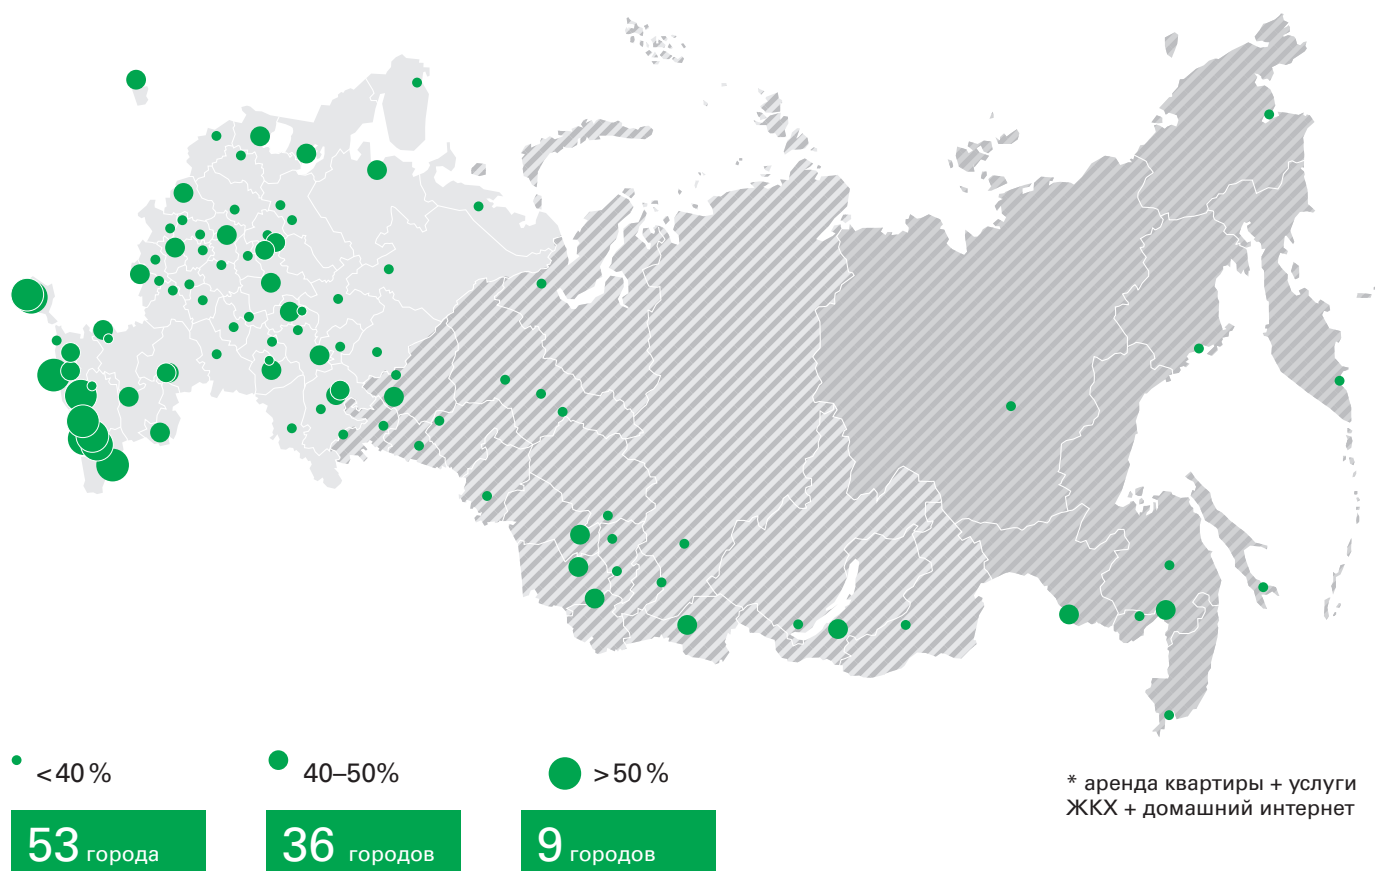 <40 %
40–50%
>50 %
53 города
36 городов
9 городов
* аренда квартиры + услуги
ЖКХ + домашний интернет